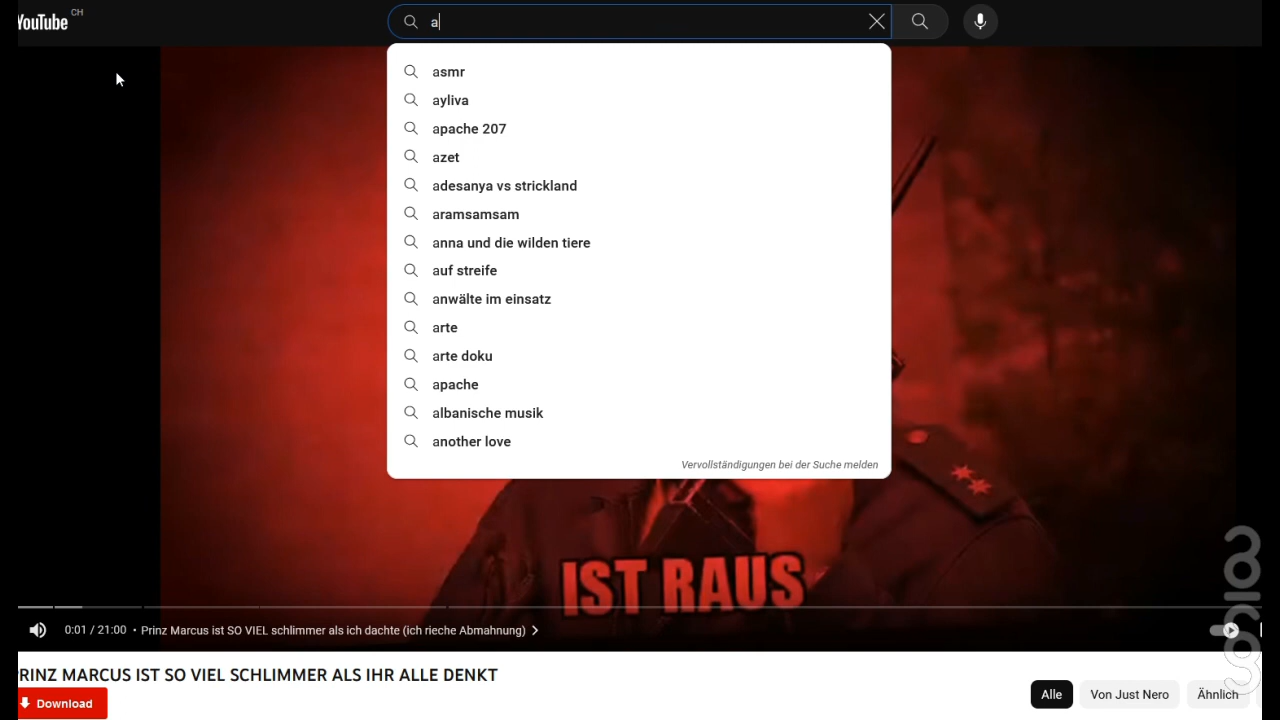 YouTube CH
a
asmr
ayliva
apache 207
azet
adesanya vs strickland
aramsamsam
anna und die wilden tiere
auf streife
anwälte im einsatz
arte
arte doku
apache
albanische musik
another love
Vervollständigungen bei der Suche melden
IST RAUS
0:01 / 21:00 • Prinz Marcus ist SO VIEL schlimmer als ich dachte (ich rieche Abmahnung)
RINZ MARCUS IST SO VIEL SCHLIMMER ALS IHR ALLE DENKT
Download
Alle
Von Just Nero
Ähnlich